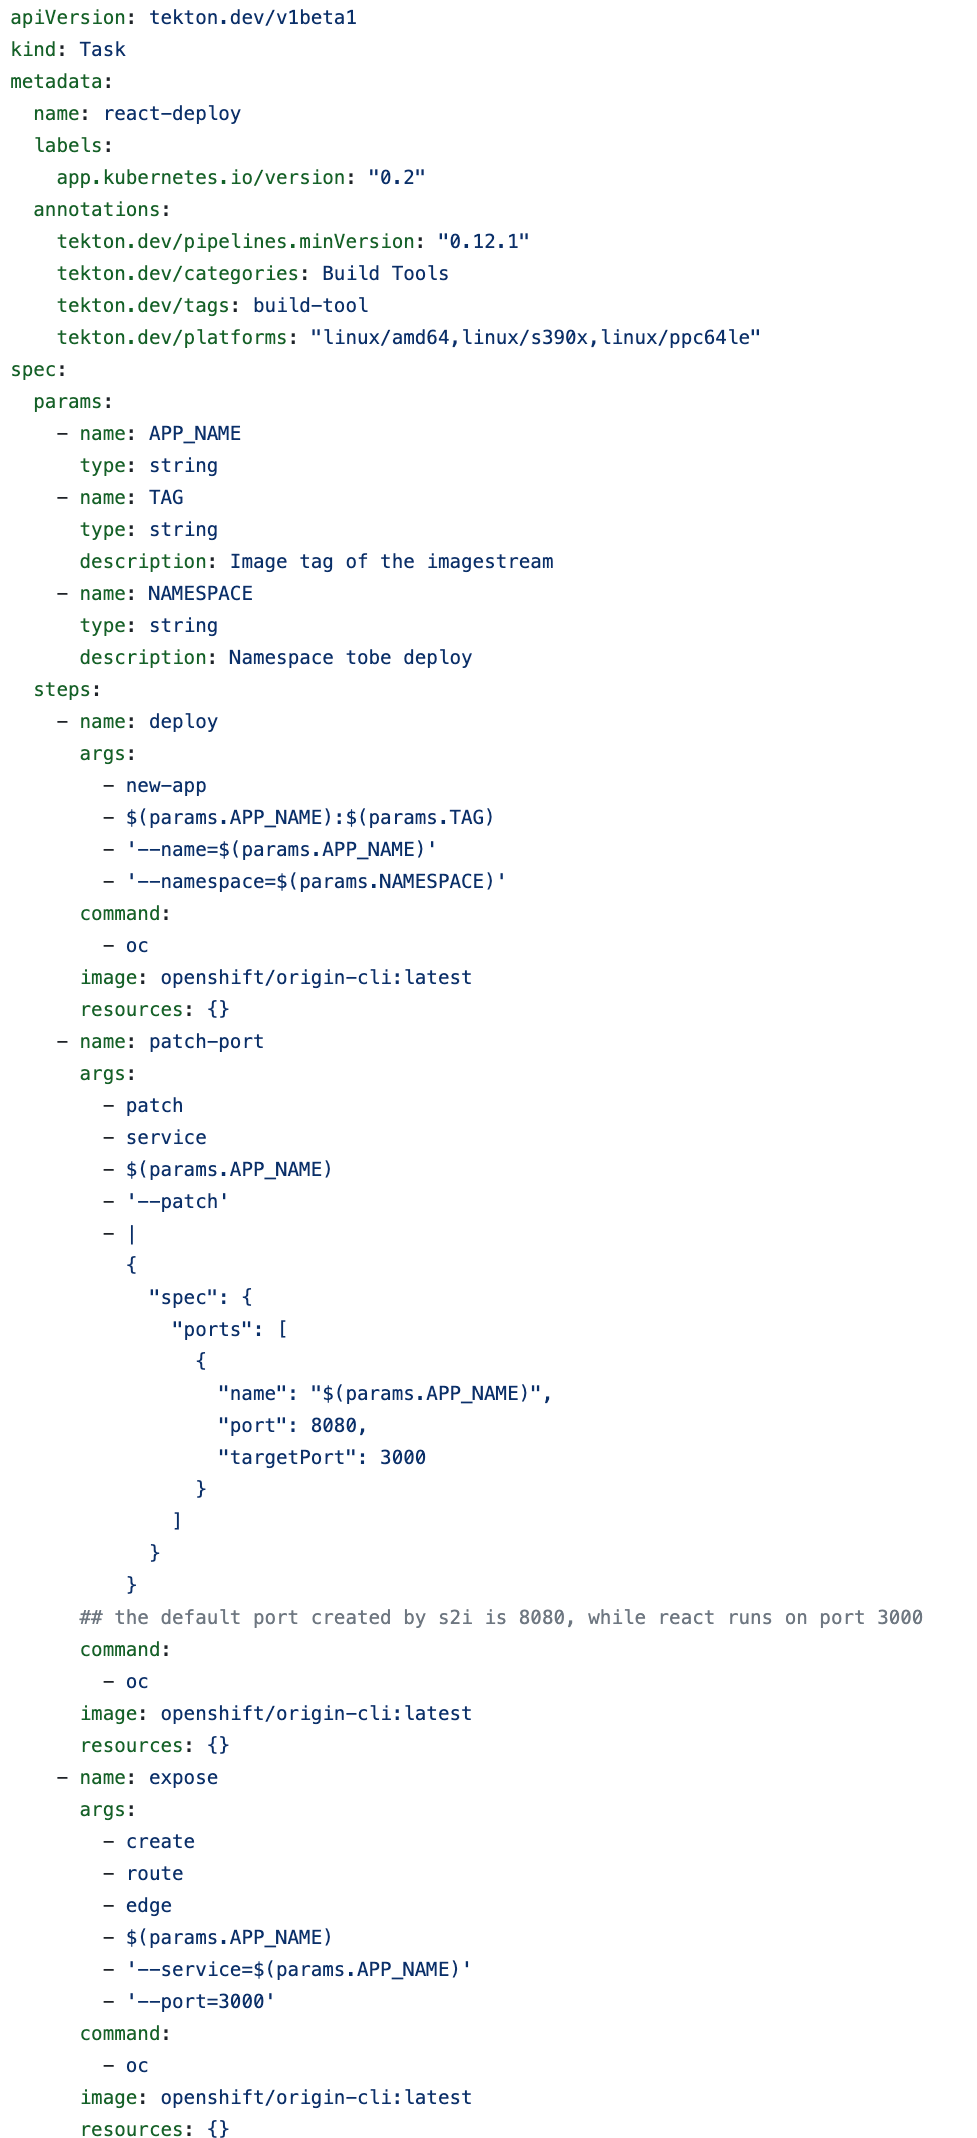 apiVersion: tekton.dev/v1beta1
kind: Task
metadata:
  name: react-deploy
  labels:
    app.kubernetes.io/version: "0.2"
  annotations:
    tekton.dev/pipelines.minVersion: "0.12.1"
    tekton.dev/categories: Build Tools
    tekton.dev/tags: build-tool
    tekton.dev/platforms: "linux/amd64,linux/s390x,linux/ppc64le"
spec:
  params:
    - name: APP_NAME
      type: string
    - name: TAG
      type: string
      description: Image tag of the imagestream
    - name: NAMESPACE
      type: string
      description: Namespace tobe deploy
  steps:
    - name: deploy
      args:
        - new-app
        - $(params.APP_NAME):$(params.TAG)
        - '--name=$(params.APP_NAME)'
        - '--namespace=$(params.NAMESPACE)'
      command:
        - oc
      image: openshift/origin-cli:latest
      resources: {}
    - name: patch-port
      args:
        - patch
        - service
        - $(params.APP_NAME)
        - '--patch'
        - |
          {
            "spec": {
              "ports": [
                {
                  "name": "$(params.APP_NAME)",
                  "port": 8080,
                  "targetPort": 3000
                }
              ]
            }
          }
      ## the default port created by s2i is 8080, while react runs on port 3000
      command:
        - oc
      image: openshift/origin-cli:latest
      resources: {}
    - name: expose
      args:
        - create
        - route
        - edge
        - $(params.APP_NAME)
        - '--service=$(params.APP_NAME)'
        - '--port=3000'
      command:
        - oc
      image: openshift/origin-cli:latest
      resources: {}